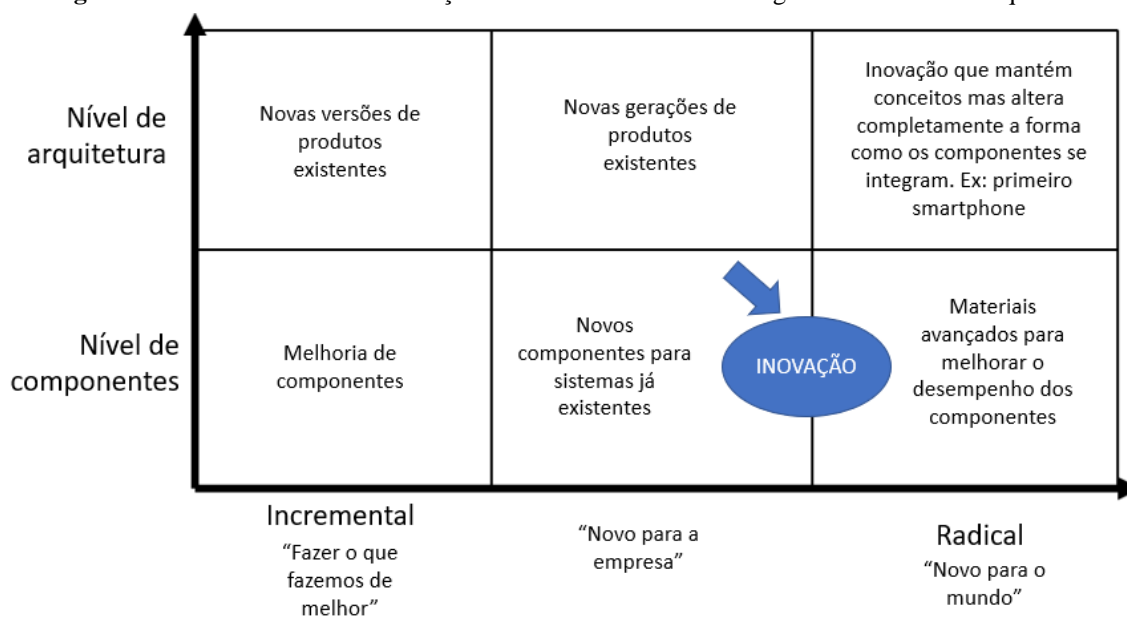 Nível de
arquitetura
Novas versões de
produtos
existentes
Novas gerações de
produtos
existentes
Inovação que mantém
conceitos mas altera
completamente a forma
como os componentes se
integram. Ex: primeiro
smartphone
Nível de
componentes
Melhoria de
componentes
Novos
componentes para
sistemas já
existentes
INOVAÇÃO
Materiais
avançados para
melhorar o
desempenho dos
componentes
Incremental
“Fazer o que
fazemos de
melhor”
“Novo para a
empresa”
Radical
“Novo para o
mundo”